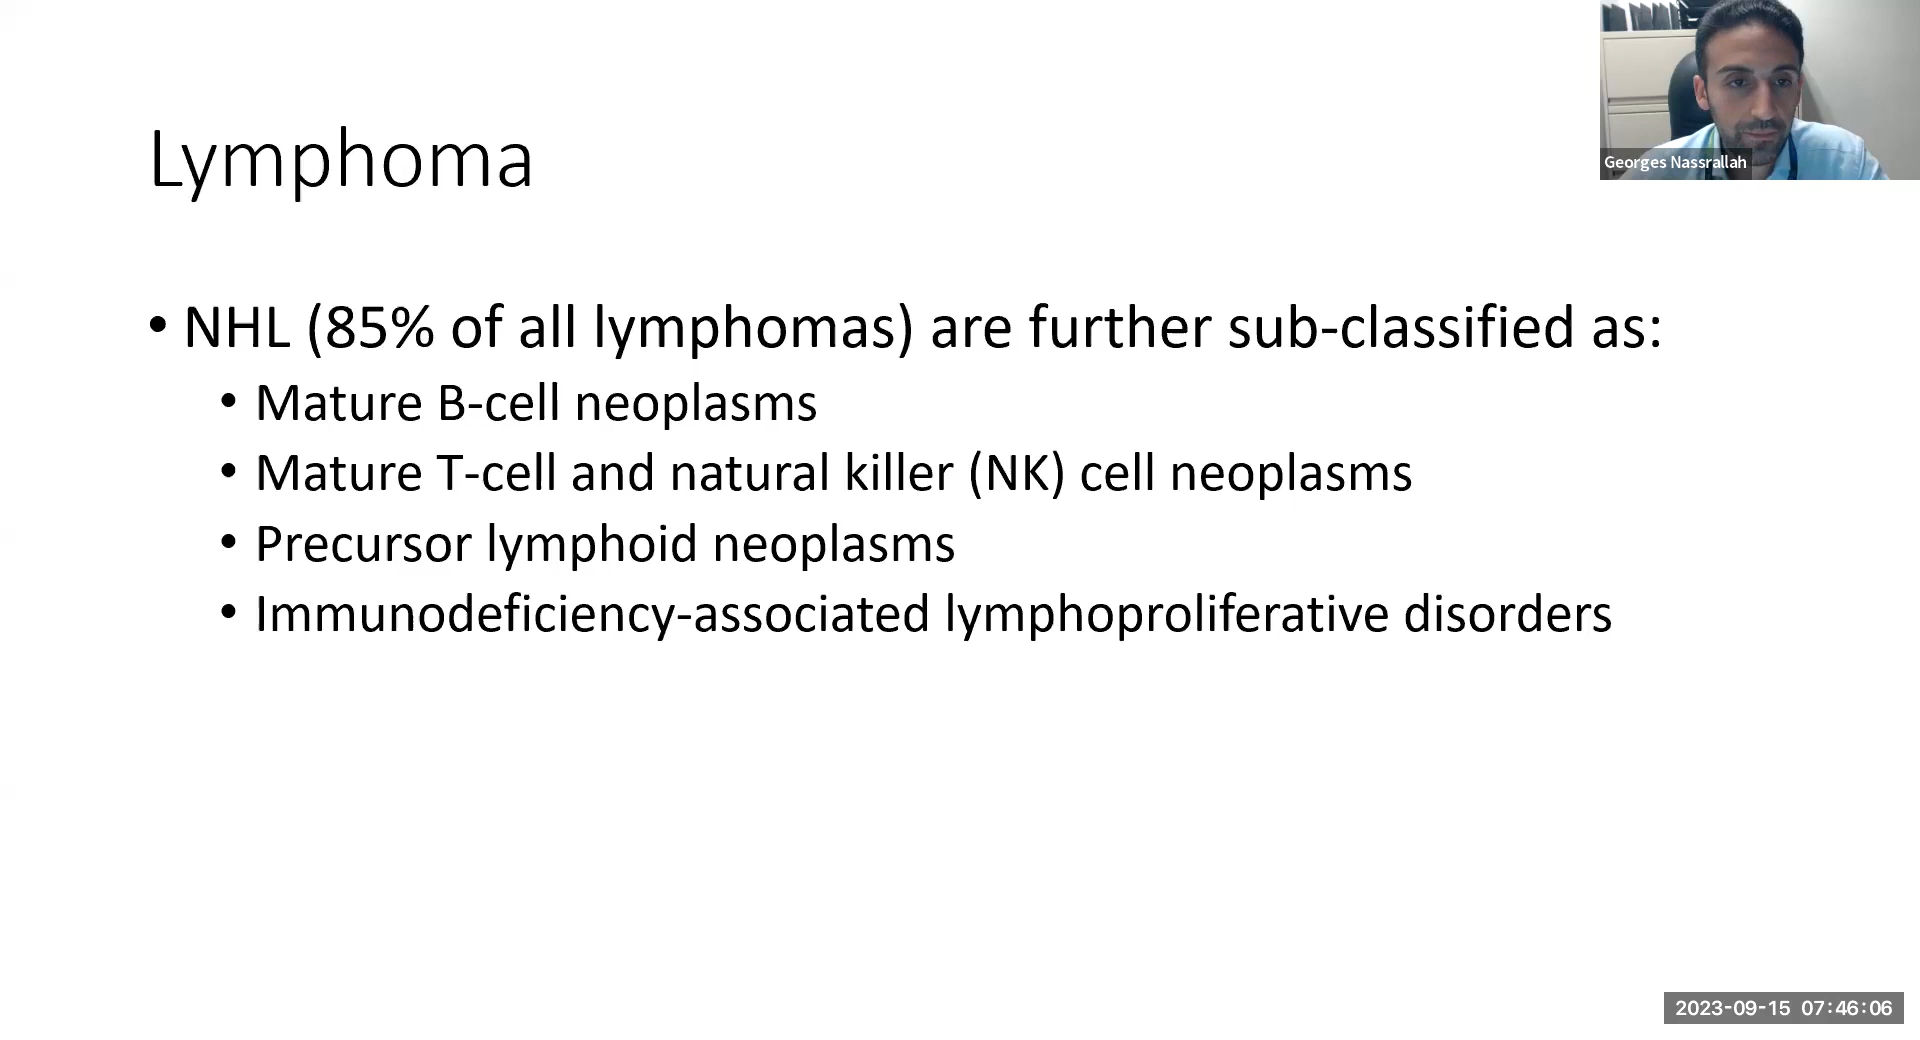 Georges Nassrallah
Lymphoma
• NHL (85% of all lymphomas) are further sub-classified as:
• Mature B-cell neoplasms
• Mature T-cell and natural killer (NK) cell neoplasms
• Precursor lymphoid neoplasms
• Immunodeficiency-associated lymphoproliferative disorders
2023-09-15 07:46:06